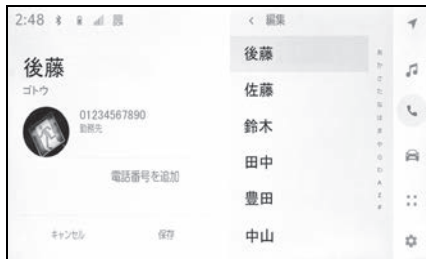 2:48
後藤
ゴトウ
01234567890
勤務先
電話番号を追加
キャンセル
保存
< 編集
後藤
佐藤
鈴木
田中
豊田
中山